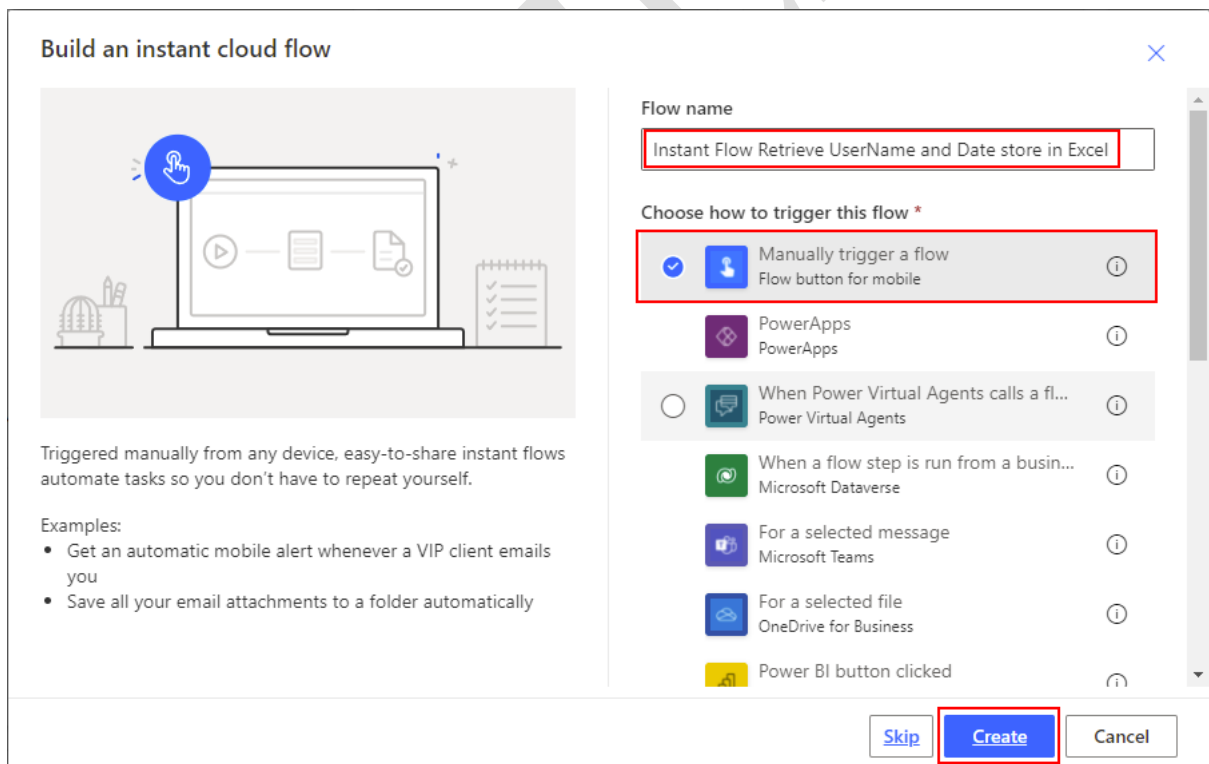 Build an instant cloud flow
Flow name
Instant Flow Retrieve UserName and Date store in Excel
Choose how to trigger this flow *
Manually trigger a flow
Flow button for mobile
PowerApps
PowerApps
When Power Virtual Agents calls a fl...
Power Virtual Agents
When a flow step is run from a busin...
Microsoft Dataverse
For a selected message
Microsoft Teams
For a selected file
OneDrive for Business
Power BI button clicked
Triggered manually from any device, easy-to-share instant flows
automate tasks so you don't have to repeat yourself.
Examples:
• Get an automatic mobile alert whenever a VIP client emails
you
• Save all your email attachments to a folder automatically
Skip
Create
Cancel